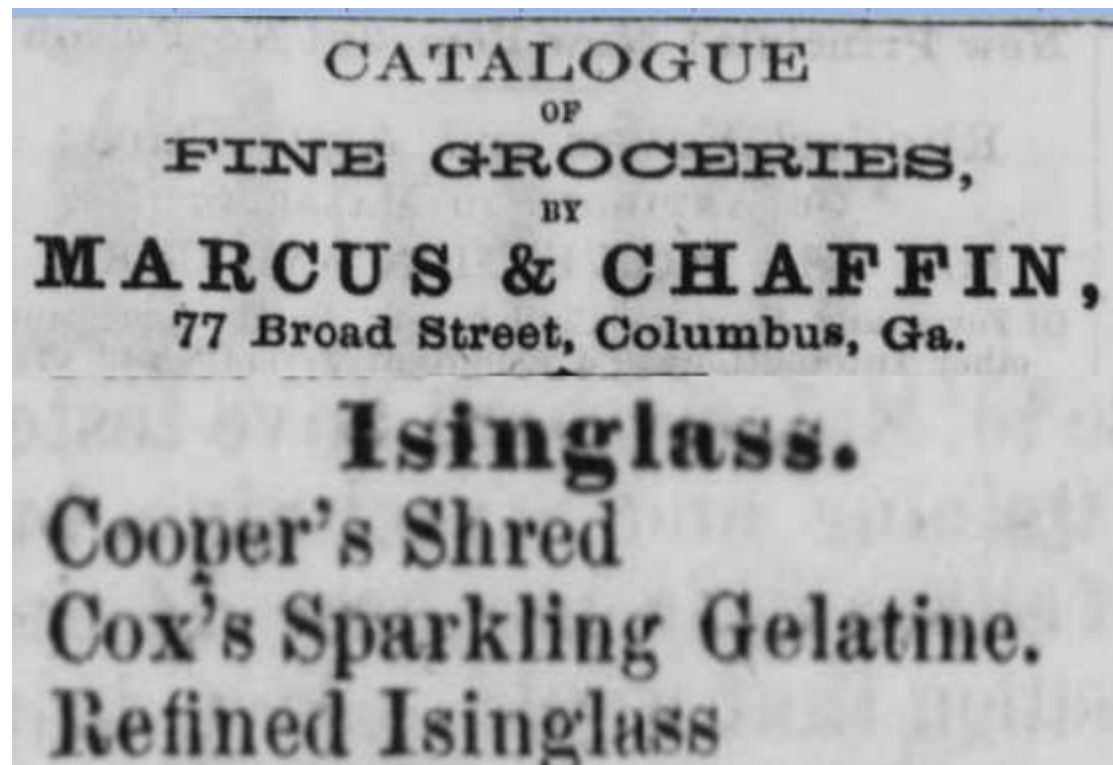 CATALOGUE
OF
FINE GROCERIES,
BY
MARCUS & CHAFFIN,
77 Broad Street, Columbus, Ga.
Isinglass.
Cooper's Shred
Cox's Sparkling Gelatine.
Refined Isinglass